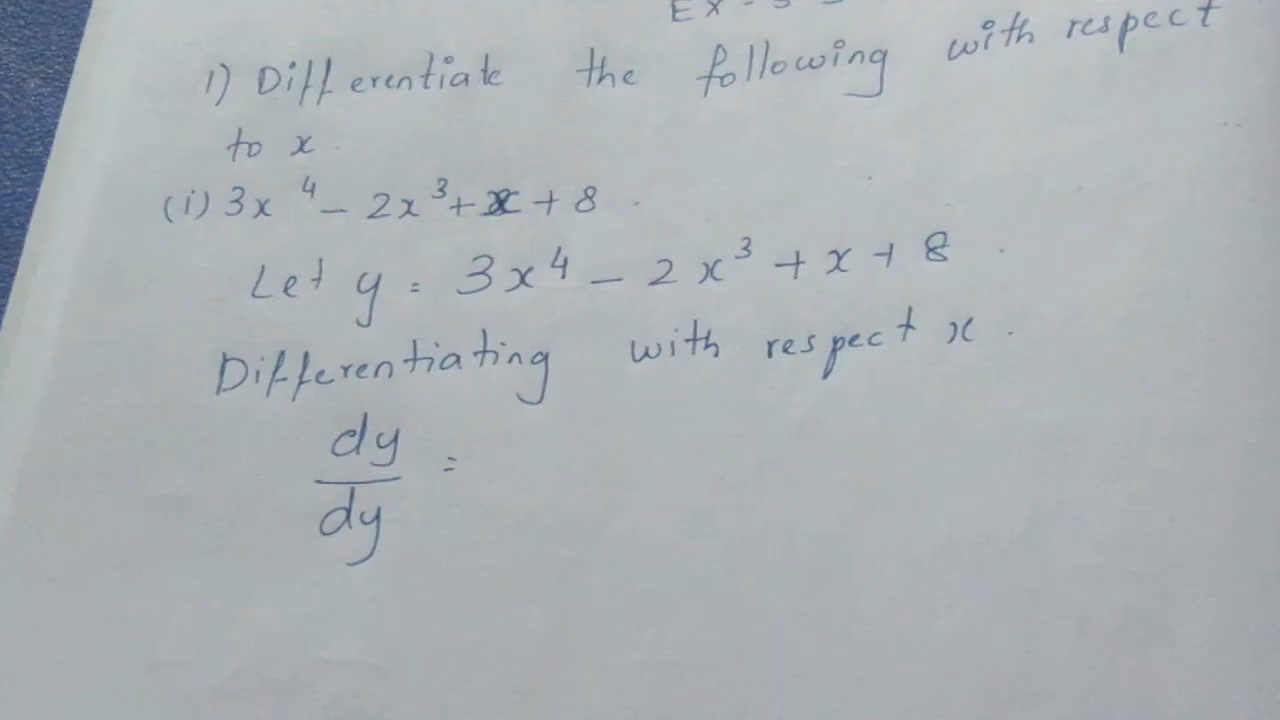 1) Differentiate the following with respect
to x
(i) 3x⁴ - 2x³ + x + 8
Let y = 3x⁴ - 2x³ + x + 8
Differentiating with respect x.
dy
dy =